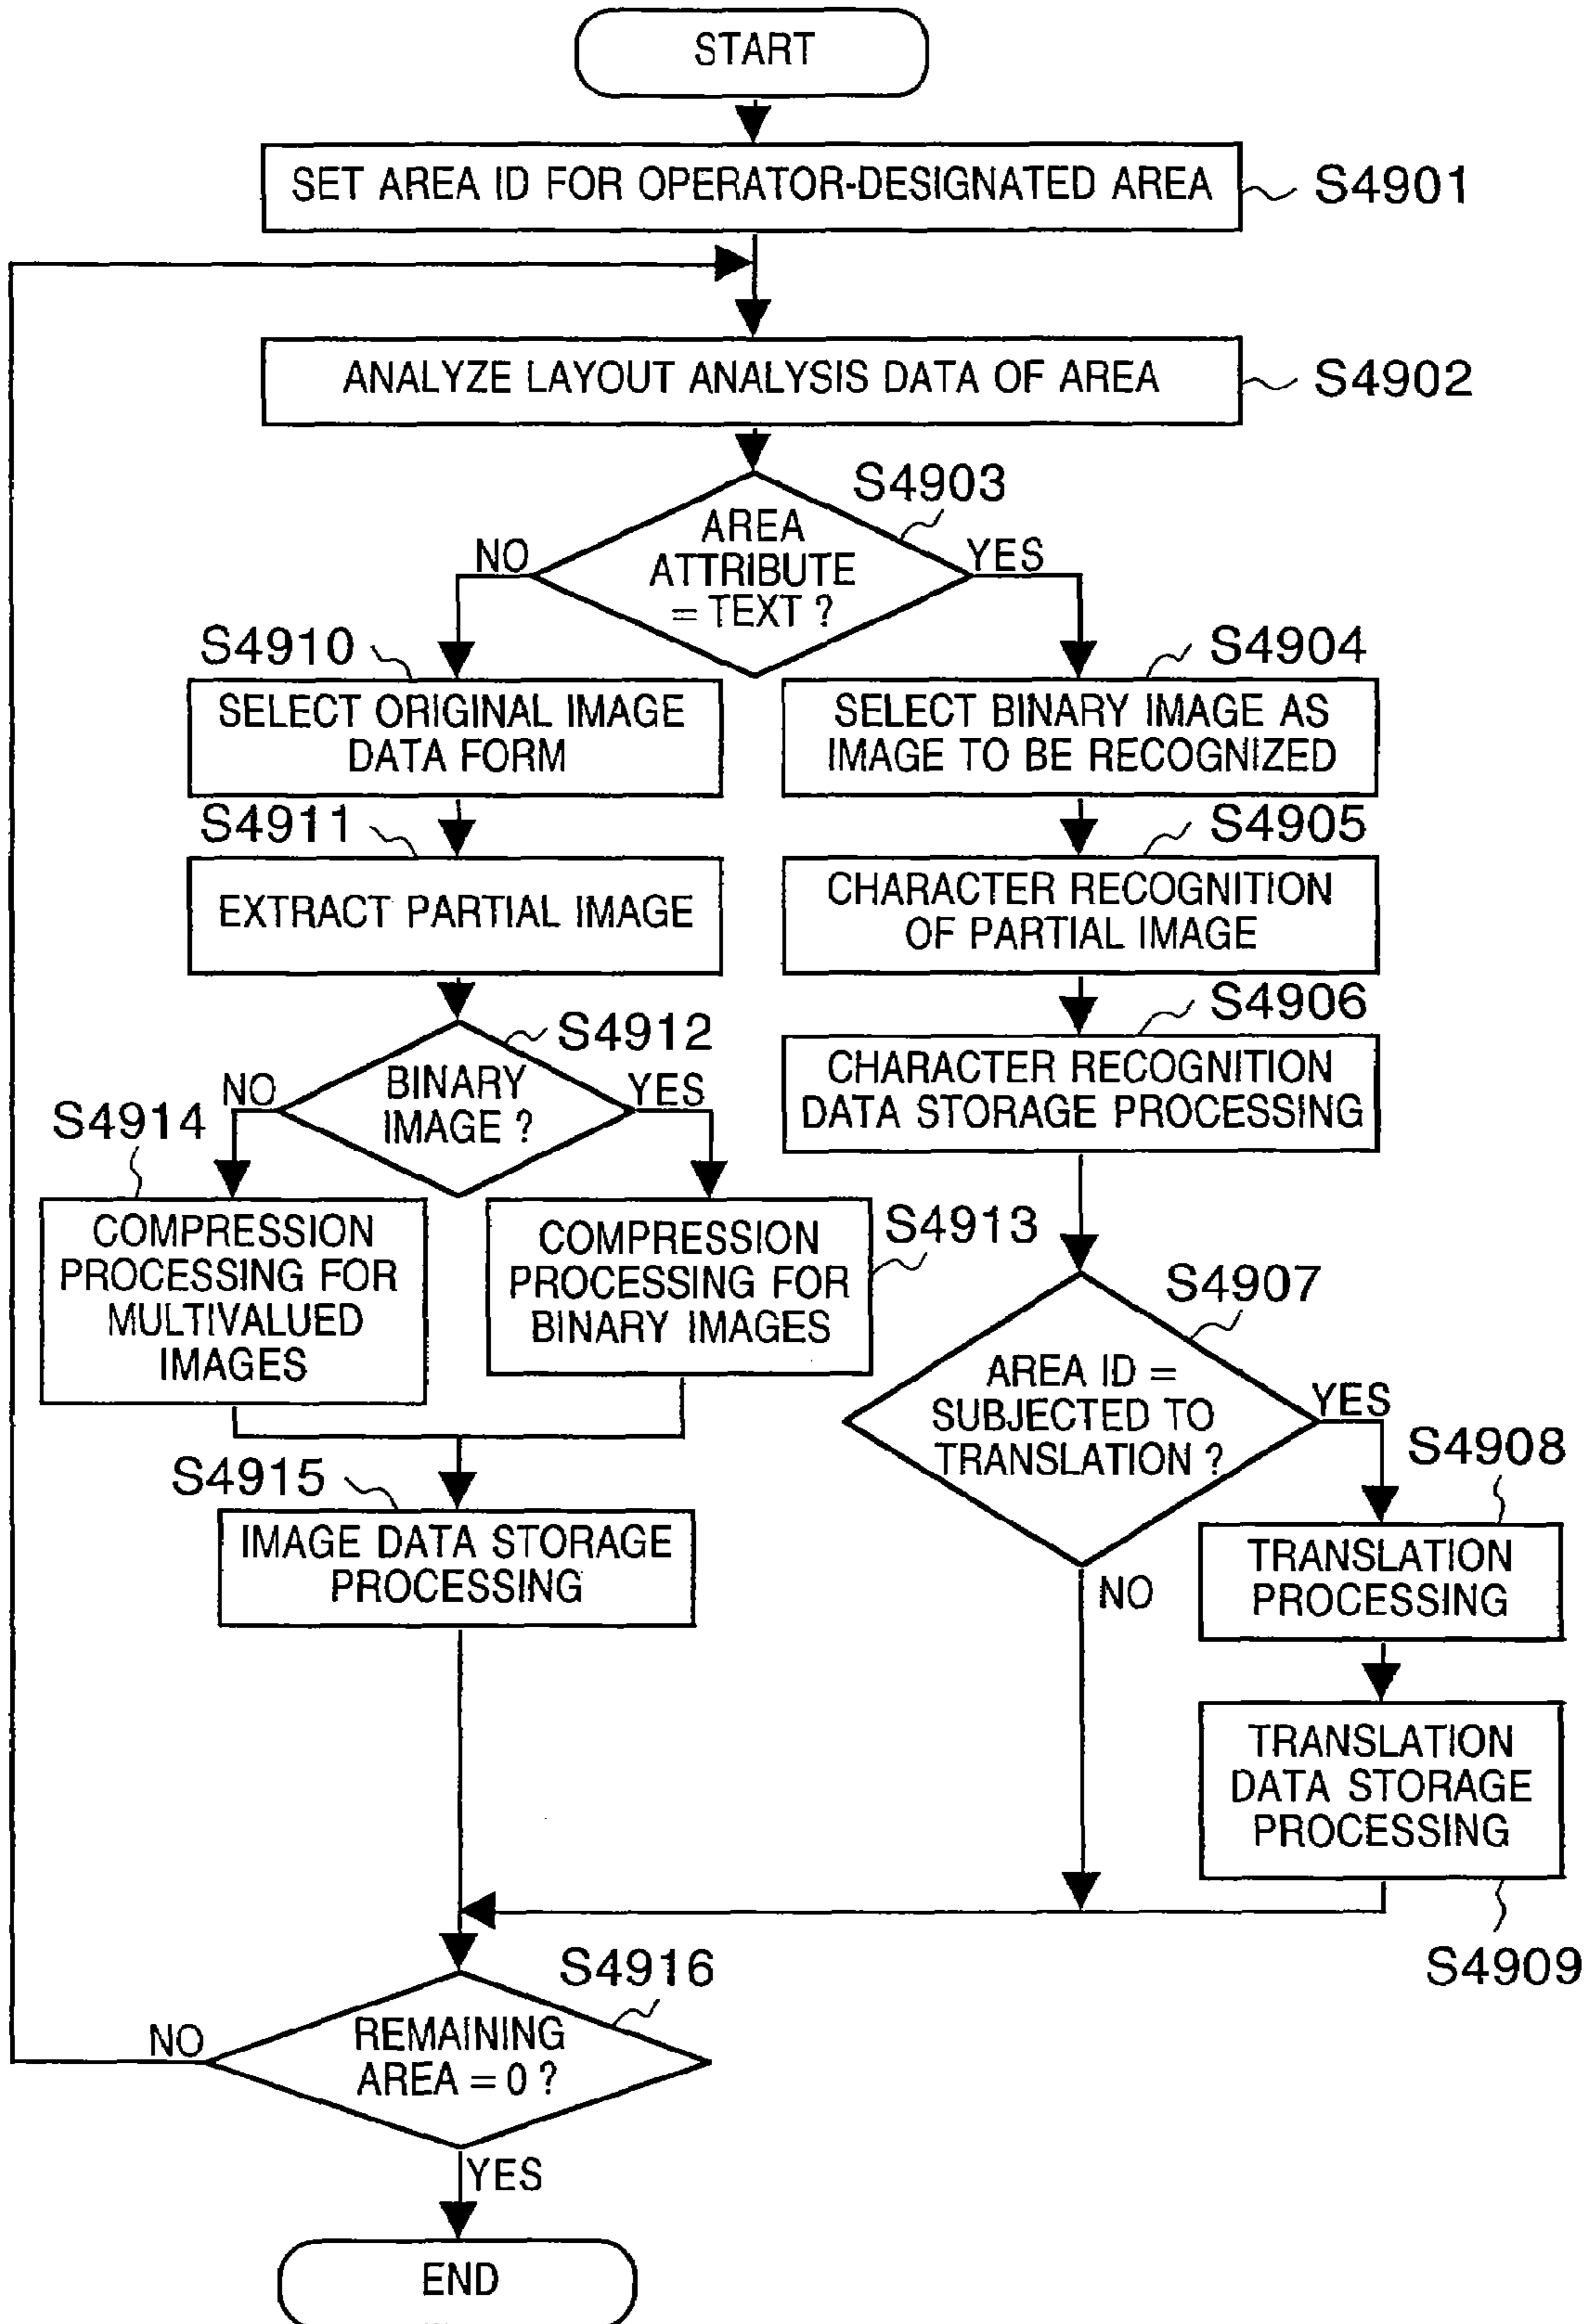 START
SET AREA ID FOR OPERATOR-DESIGNATED AREA
S4901
ANALYZE LAYOUT ANALYSIS DATA OF AREA
S4902
S4903
AREA
ATTRIBUTE
= TEXT ?
NO
YES
S4910
SELECT ORIGINAL IMAGE
DATA FORM
S4904
SELECT BINARY IMAGE AS
IMAGE TO BE RECOGNIZED
S4911
EXTRACT PARTIAL IMAGE
S4905
CHARACTER RECOGNITION
OF PARTIAL IMAGE
S4912
BINARY
IMAGE ?
NO
YES
S4906
CHARACTER RECOGNITION
DATA STORAGE PROCESSING
S4914
COMPRESSION
PROCESSING FOR
MULTIVALUED
IMAGES
S4913
COMPRESSION
PROCESSING FOR
BINARY IMAGES
S4907
AREA ID =
SUBJECTED TO
TRANSLATION ?
YES
NO
S4908
TRANSLATION
PROCESSING
S4915
IMAGE DATA STORAGE
PROCESSING
TRANSLATION
DATA STORAGE
PROCESSING
S4909
S4916
REMAINING
AREA = 0 ?
NO
YES
END